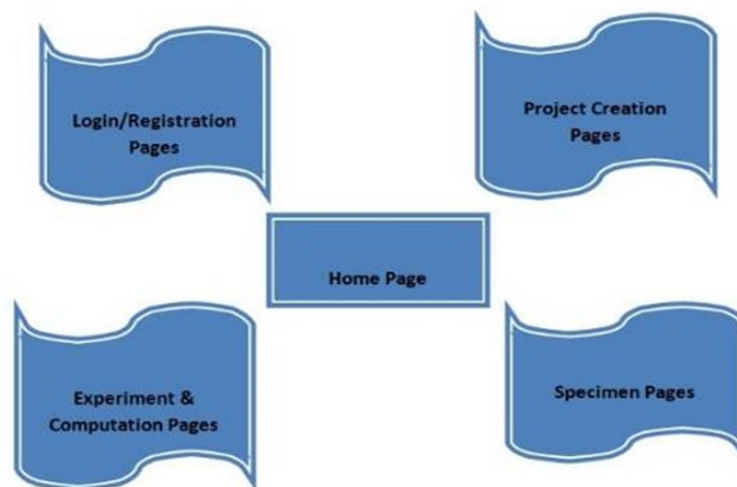 Login/Registration
Pages
Project Creation
Pages
Home Page
Experiment &
Computation Pages
Specimen Pages